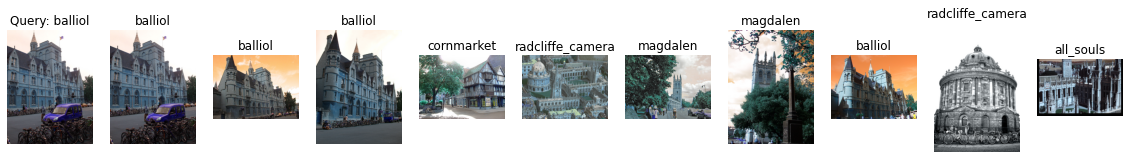 Query: balliol
balliol
balliol
balliol
cornmarket
radcliffe_camera
magdalen
magdalen
balliol
radcliffe_camera
all_souls